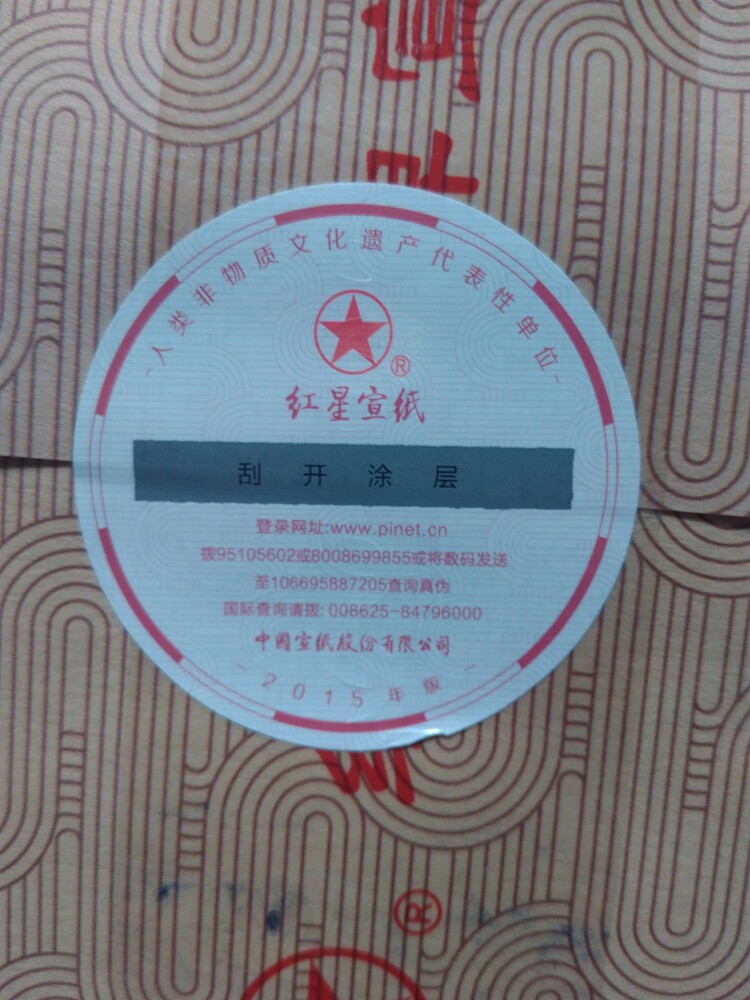 -人类非物质文化遗产代表性单位-
®
红星宣纸
刮开涂层
登录网址:www.pinet.cn
拨95105602或8008699855或将数码发送
至106695887205查询真伪
国际查询请拨: 008625-84796000
中国宣纸股份有限公司
-2015年版-
®